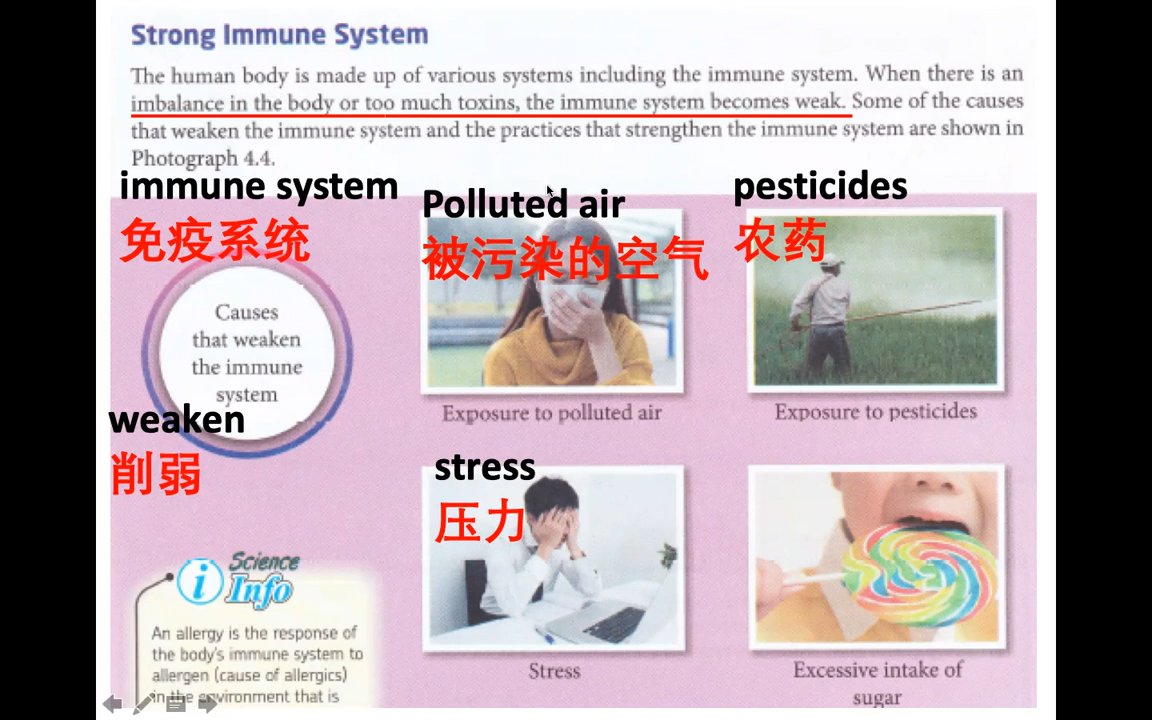 Strong Immune System
The human body is made up of various systems including the immune system. When there is an
imbalance in the body or too much toxins, the immune system becomes weak. Some of the causes
that weaken the immune system and the practices that strengthen the immune system are shown in
Photograph 4.4.
immune system
免疫系统
Polluted air
被污染的空气
pesticides
农药
Causes
that weaken
the immune
system
weaken
削弱
Exposure to polluted air
Exposure to pesticides
stress
压力
Stress
Excessive intake of
sugar
Science
Info
An allergy is the response of
the body's immune system to
allergen (cause of allergics)
in the environment that is